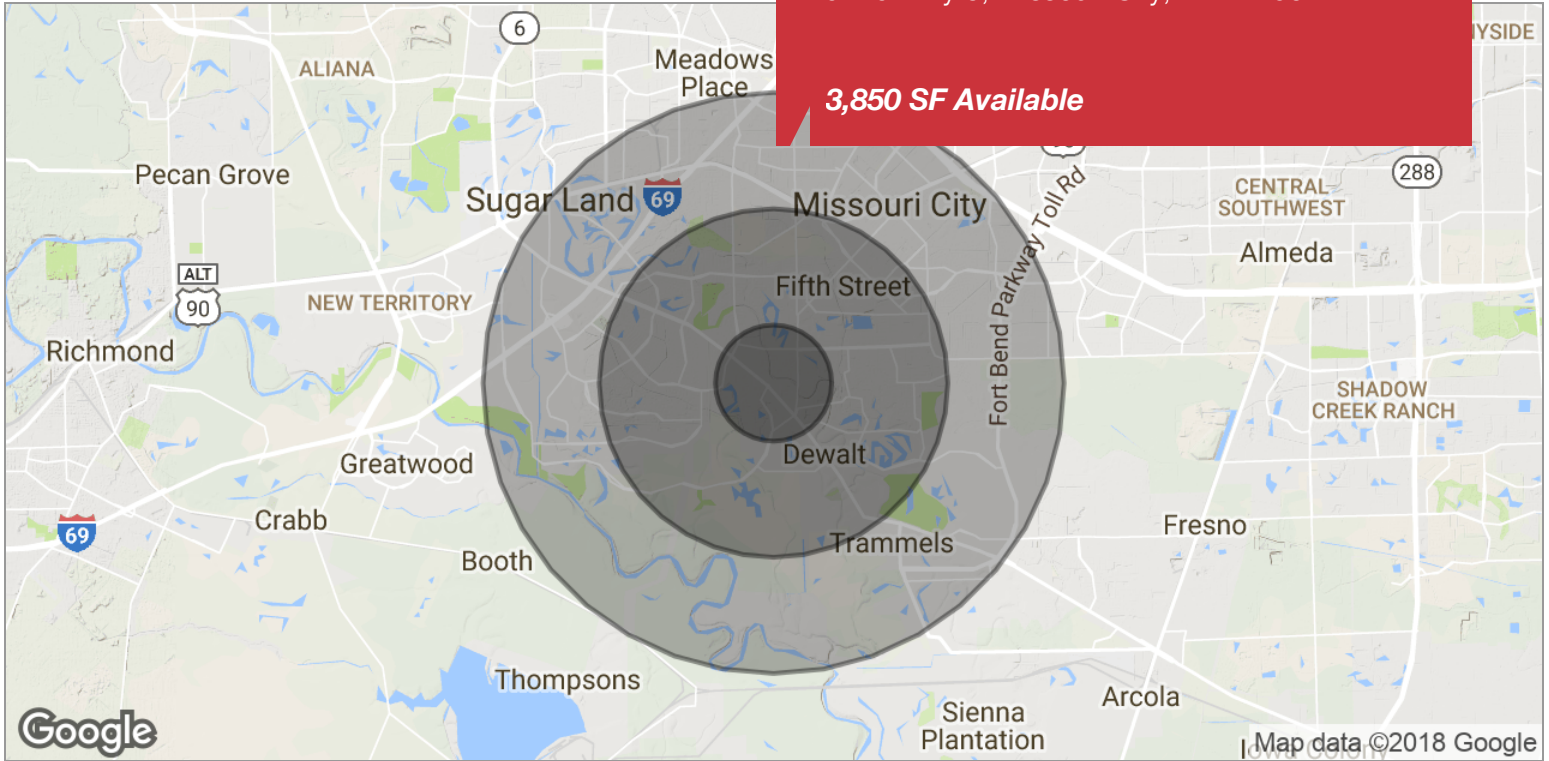 6
Meadows
Place
NYSIDE
ALIANA
3,850 SF Available
288
Pecan Grove
CENTRAL
SOUTHWEST
Sugar Land
69
Missouri City
Almeda
Fort Bend Parkway Toll Rd
ALT
90
NEW TERRITORY
Fifth Street
Richmond
SHADOW
CREEK RANCH
Dewalt
Greatwood
Crabb
69
Fresno
Trammels
Booth
Thompsons
Arcola
Sienna
Plantation
Google
Iowa Colony
Map data ©2018 Google